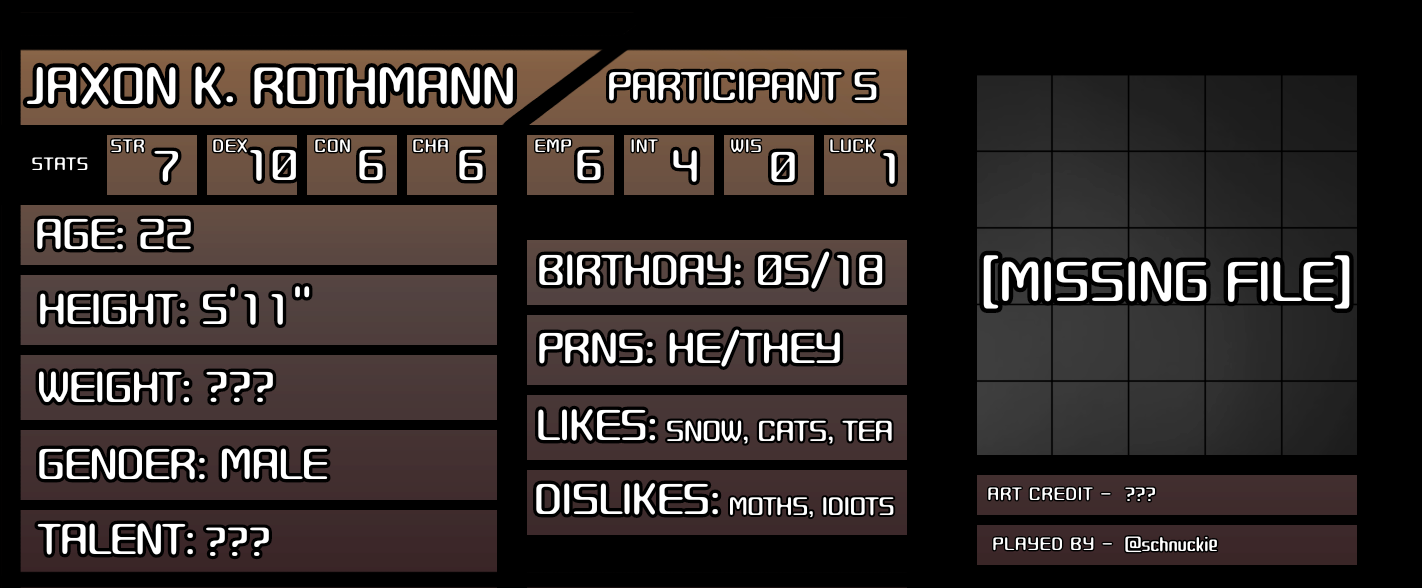 JAXON K. ROTHMANN
PARTICIPANT 5
STATS
STR 7
DEX 10
CON 6
CHA 6
EMP 6
INT 4
WIS 0
LUCK 1
AGE: 22
HEIGHT: 5'11"
WEIGHT: ???
GENDER: MALE
TALENT: ???
BIRTHDAY: 05/18
PRNS: HE/THEY
LIKES: SNOW, CATS, TEA
DISLIKES: MOTHS, IDIOTS
[MISSING FILE]
ART CREDIT - ???
PLAYED BY - @schnuckie